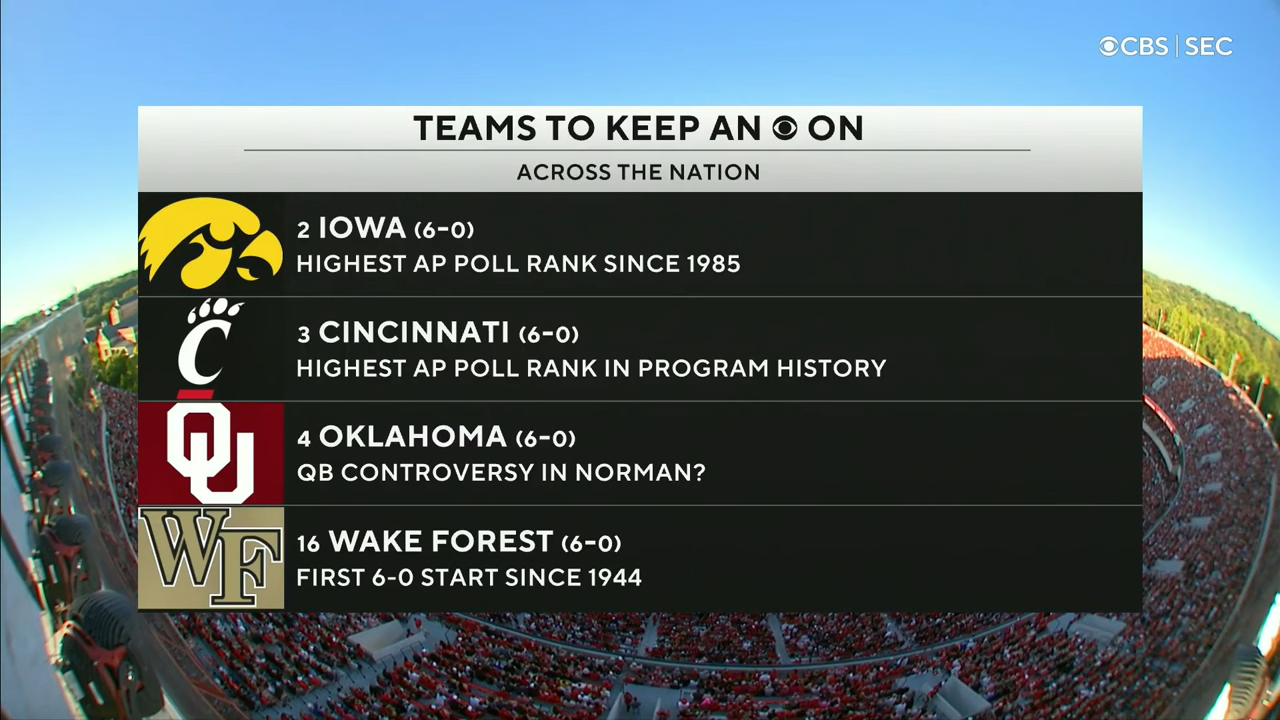 CBS | SEC
TEAMS TO KEEP AN ON
ACROSS THE NATION
2 IOWA (6-0)
HIGHEST AP POLL RANK SINCE 1985
C
3 CINCINNATI (6-0)
HIGHEST AP POLL RANK IN PROGRAM HISTORY
OU
4 OKLAHOMA (6-0)
QB CONTROVERSY IN NORMAN?
WF
16 WAKE FOREST (6-0)
FIRST 6-0 START SINCE 1944